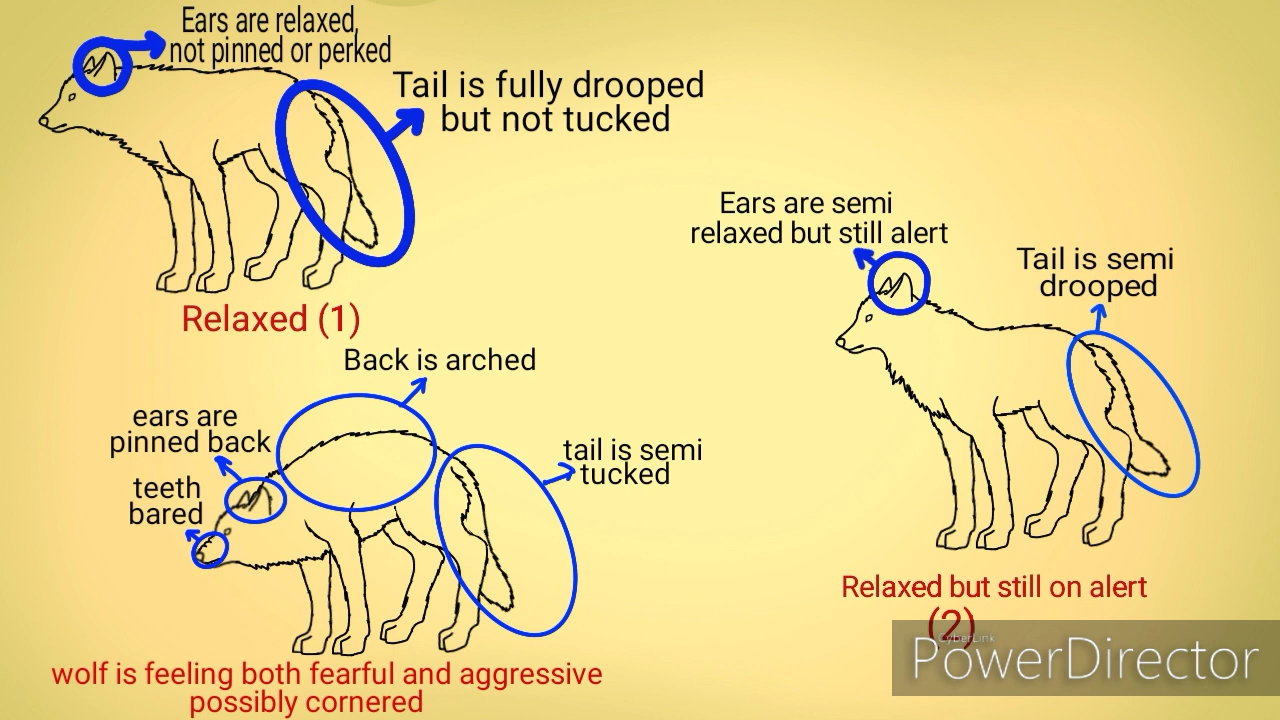 Ears are relaxed,
not pinned or perked
Tail is fully drooped
but not tucked
Relaxed (1)
Ears are semi
relaxed but still alert
Tail is semi
drooped
Relaxed but still on alert
(2)
Back is arched
ears are
pinned back
teeth
bared
tail is semi
tucked
wolf is feeling both fearful and aggressive
possibly cornered
CyberLink
PowerDirector